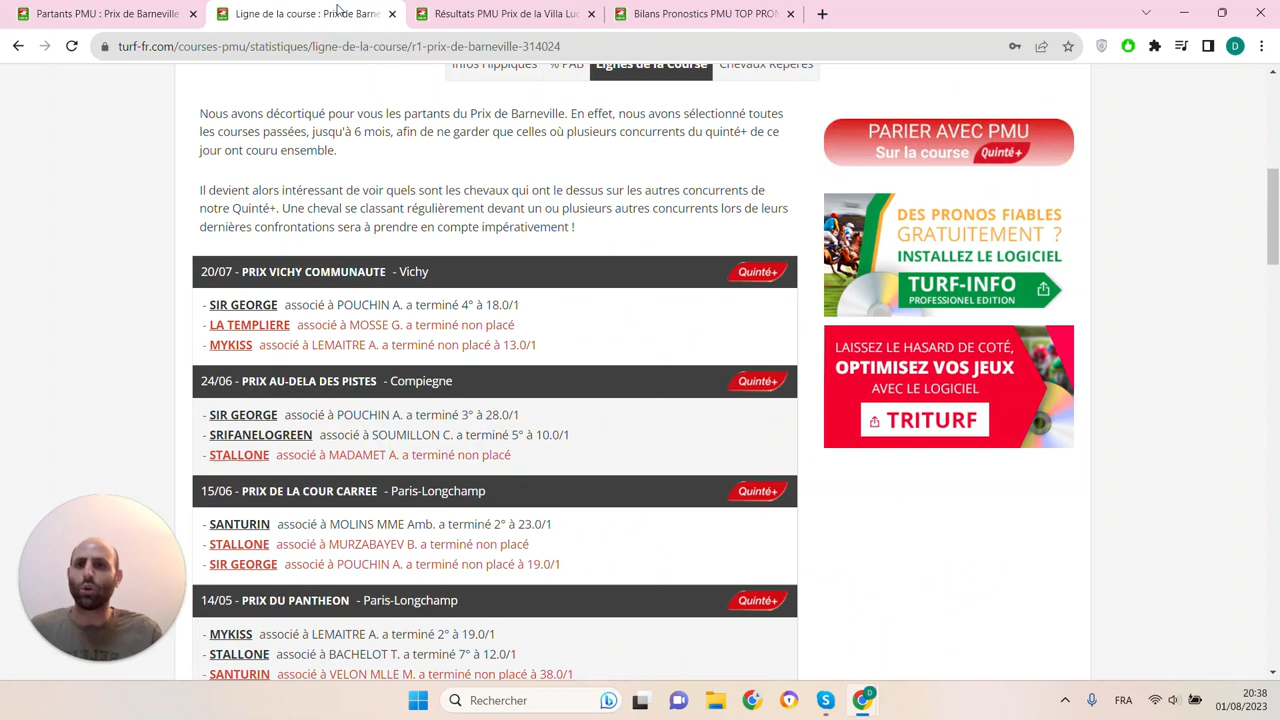 Partants PMU : Prix de Barneville
Ligne de la course : Prix de Barne
Résultats PMU Prix de la Villa Luc
Bilans Pronostics PMU TOP PRON
turf-fr.com/courses-pmu/statistiques/ligne-de-la-course/r1-prix-de-barneville-314024
D
Infos Hippiques % PAB Lignes de la Course Chevaux Repérés
Nous avons décortiqué pour vous les partants du Prix de Barneville. En effet, nous avons sélectionné toutes
les courses possées, jusqu'à 6 mois, afin de ne garder que celles où plusieurs concurrents du quinté+ de ce
jour ont couru ensemble.
Il devient alors intéressant de voir quels sont les chevaux qui ont le dessus sur les autres concurrents de
notre Quinté+. Une cheval se classant régulièrement devant un ou plusieurs autres concurrents lors de leurs
dernières confrontations sera à prendre en compte impérativement !
20/07 - PRIX VICHY COMMUNAUTE - Vichy Quinté+
- SIR GEORGE associé à POUCHIN A. a terminé 4° à 18.0/1
- LA TEMPLIERE associé à MOSSE G. a terminé non placé
- MYKISS associé à LEMAITRE A. a terminé non placé à 13.0/1
24/06 - PRIX AU-DELA DES PISTES - Compiegne Quinté+
- SIR GEORGE associé à POUCHIN A. a terminé 3° à 28.0/1
- SRIFANELOGREEN associé à SOUMILLON C. a terminé 5° à 10.0/1
- STALLONE associé à MADAMET A. a terminé non placé
15/06 - PRIX DE LA COUR CARREE - Paris-Longchamp Quinté+
- SANTURIN associé à MOLINS MME Amb. a terminé 2° à 23.0/1
- STALLONE associé à MURZABAYEV B. a terminé non placé
- SIR GEORGE associé à POUCHIN A. a terminé non placé à 19.0/1
14/05 - PRIX DU PANTHEON - Paris-Longchamp Quinté+
- MYKISS associé à LEMAITRE A. a terminé 2° à 19.0/1
- STALLONE associé à BACHELOT T. a terminé 7° à 12.0/1
- SANTURIN associé à VELON MLLE M. a terminé non placé à 38.0/1
PARIER AVEC PMU
Sur la course Quinté+
DES PRONOS FIABLES
GRATUITEMENT ?
INSTALLEZ LE LOGICIEL
TURF-INFO
PROFESSIONEL EDITION
LAISSEZ LE HASARD DE COTÉ,
OPTIMISEZ VOS JEUX
AVEC LE LOGICIEL
TRITURF
Rechercher
D
FRA
20:38
01/08/2023